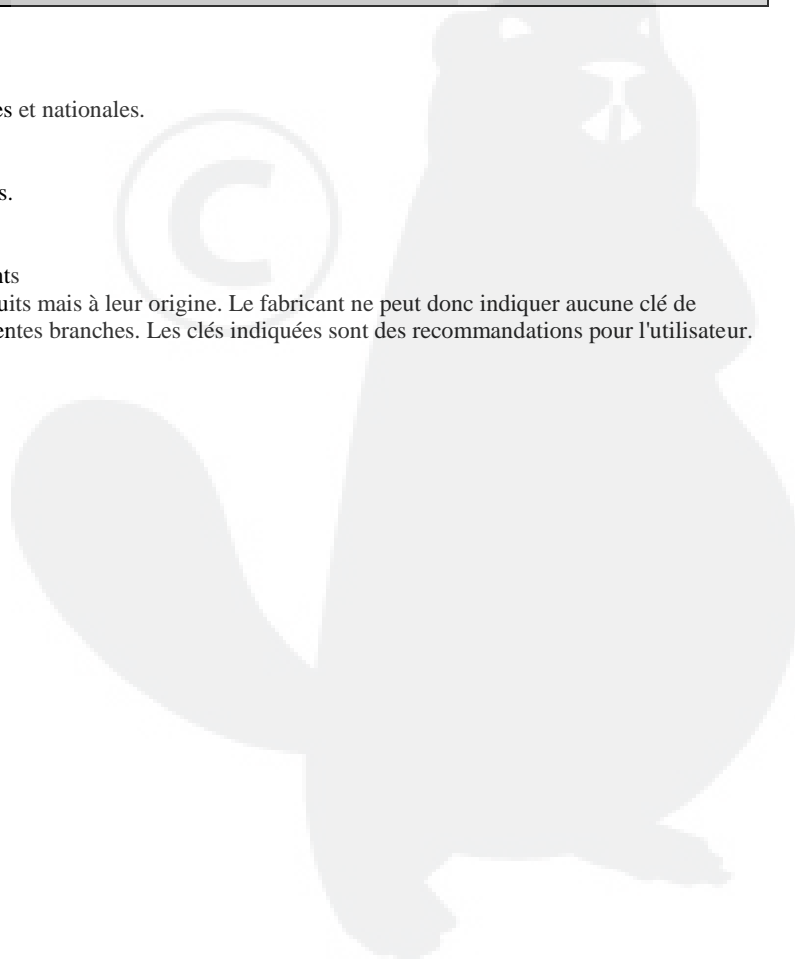 es et nationales.
s.
nts
uits mais à leur origine. Le fabricant ne peut donc indiquer aucune clé de
entes branches. Les clés indiquées sont des recommandations pour l'utilisateur.
©